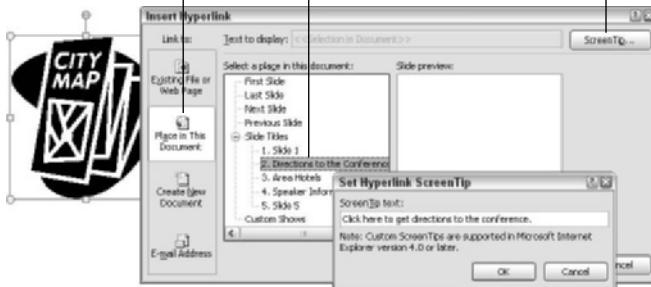 CITY
MAP
Insert Hyperlink
Link to:
Text to display: <<Selection in Document>>
ScreenTip...
Existing File or
Web Page
Place in This
Document
Create New
Document
E-mail Address
Select a place in this document:
First Slide
Last Slide
Next Slide
Previous Slide
Slide Titles
1. Slide 1
2. Directions to the Conferenc
3. Area Hotels
4. Speaker Inforr
5. Slide 5
Custom Shows
Slide preview:
Set Hyperlink ScreenTip
ScreenTip text:
Click here to get directions to the conference.
Note: Custom ScreenTips are supported in Microsoft Internet
Explorer version 4.0 or later.
OK
Cancel
ncel